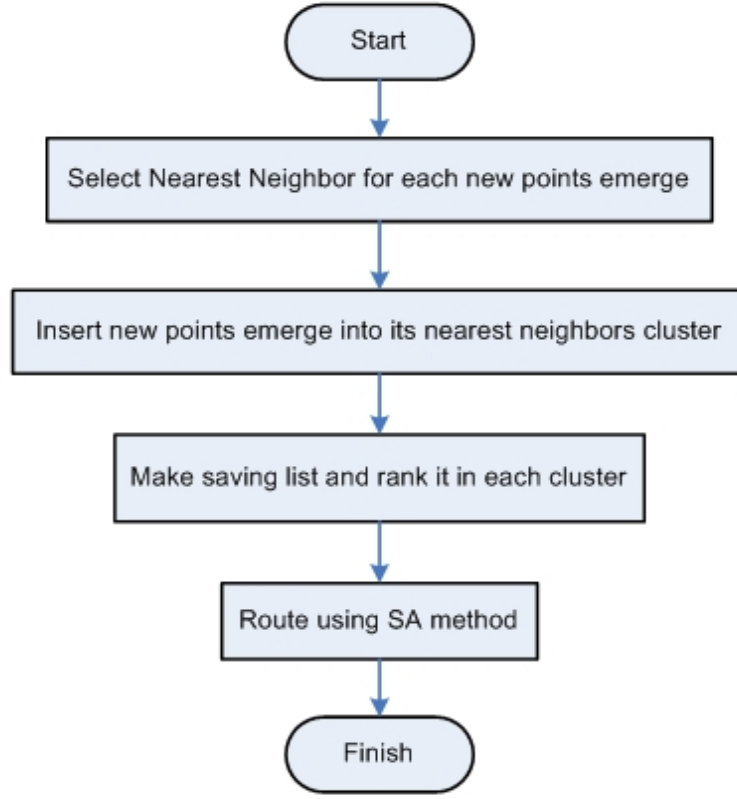 Start
Select Nearest Neighbor for each new points emerge
Insert new points emerge into its nearest neighbors cluster
Make saving list and rank it in each cluster
Route using SA method
Finish